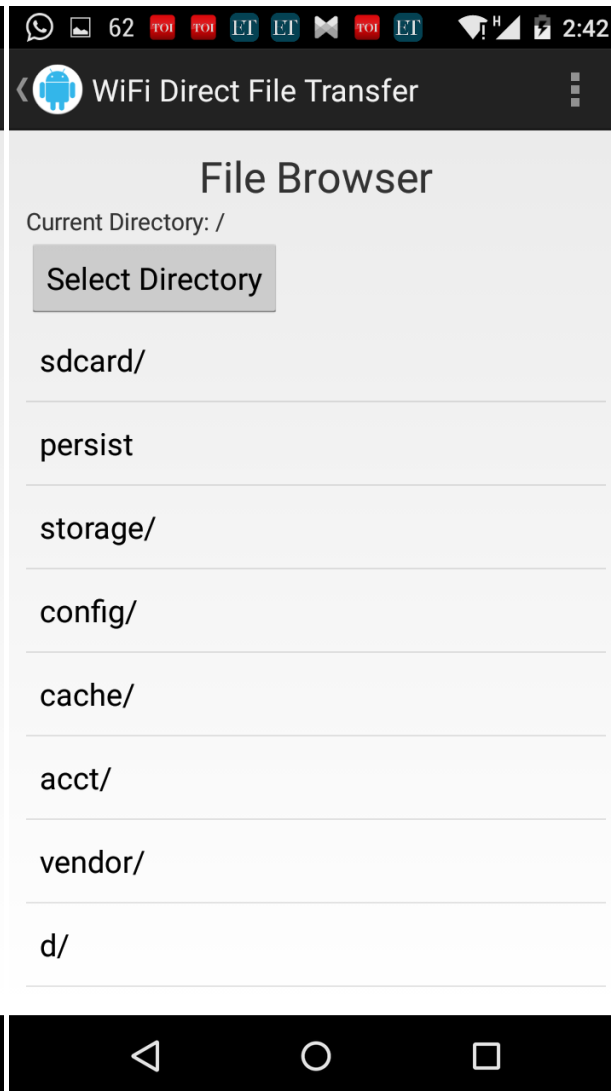 62 TOI TOI ET ET TOI ET H 2:42
WiFi Direct File Transfer
File Browser
Current Directory: /
Select Directory
sdcard/
persist
storage/
config/
cache/
acct/
vendor/
d/